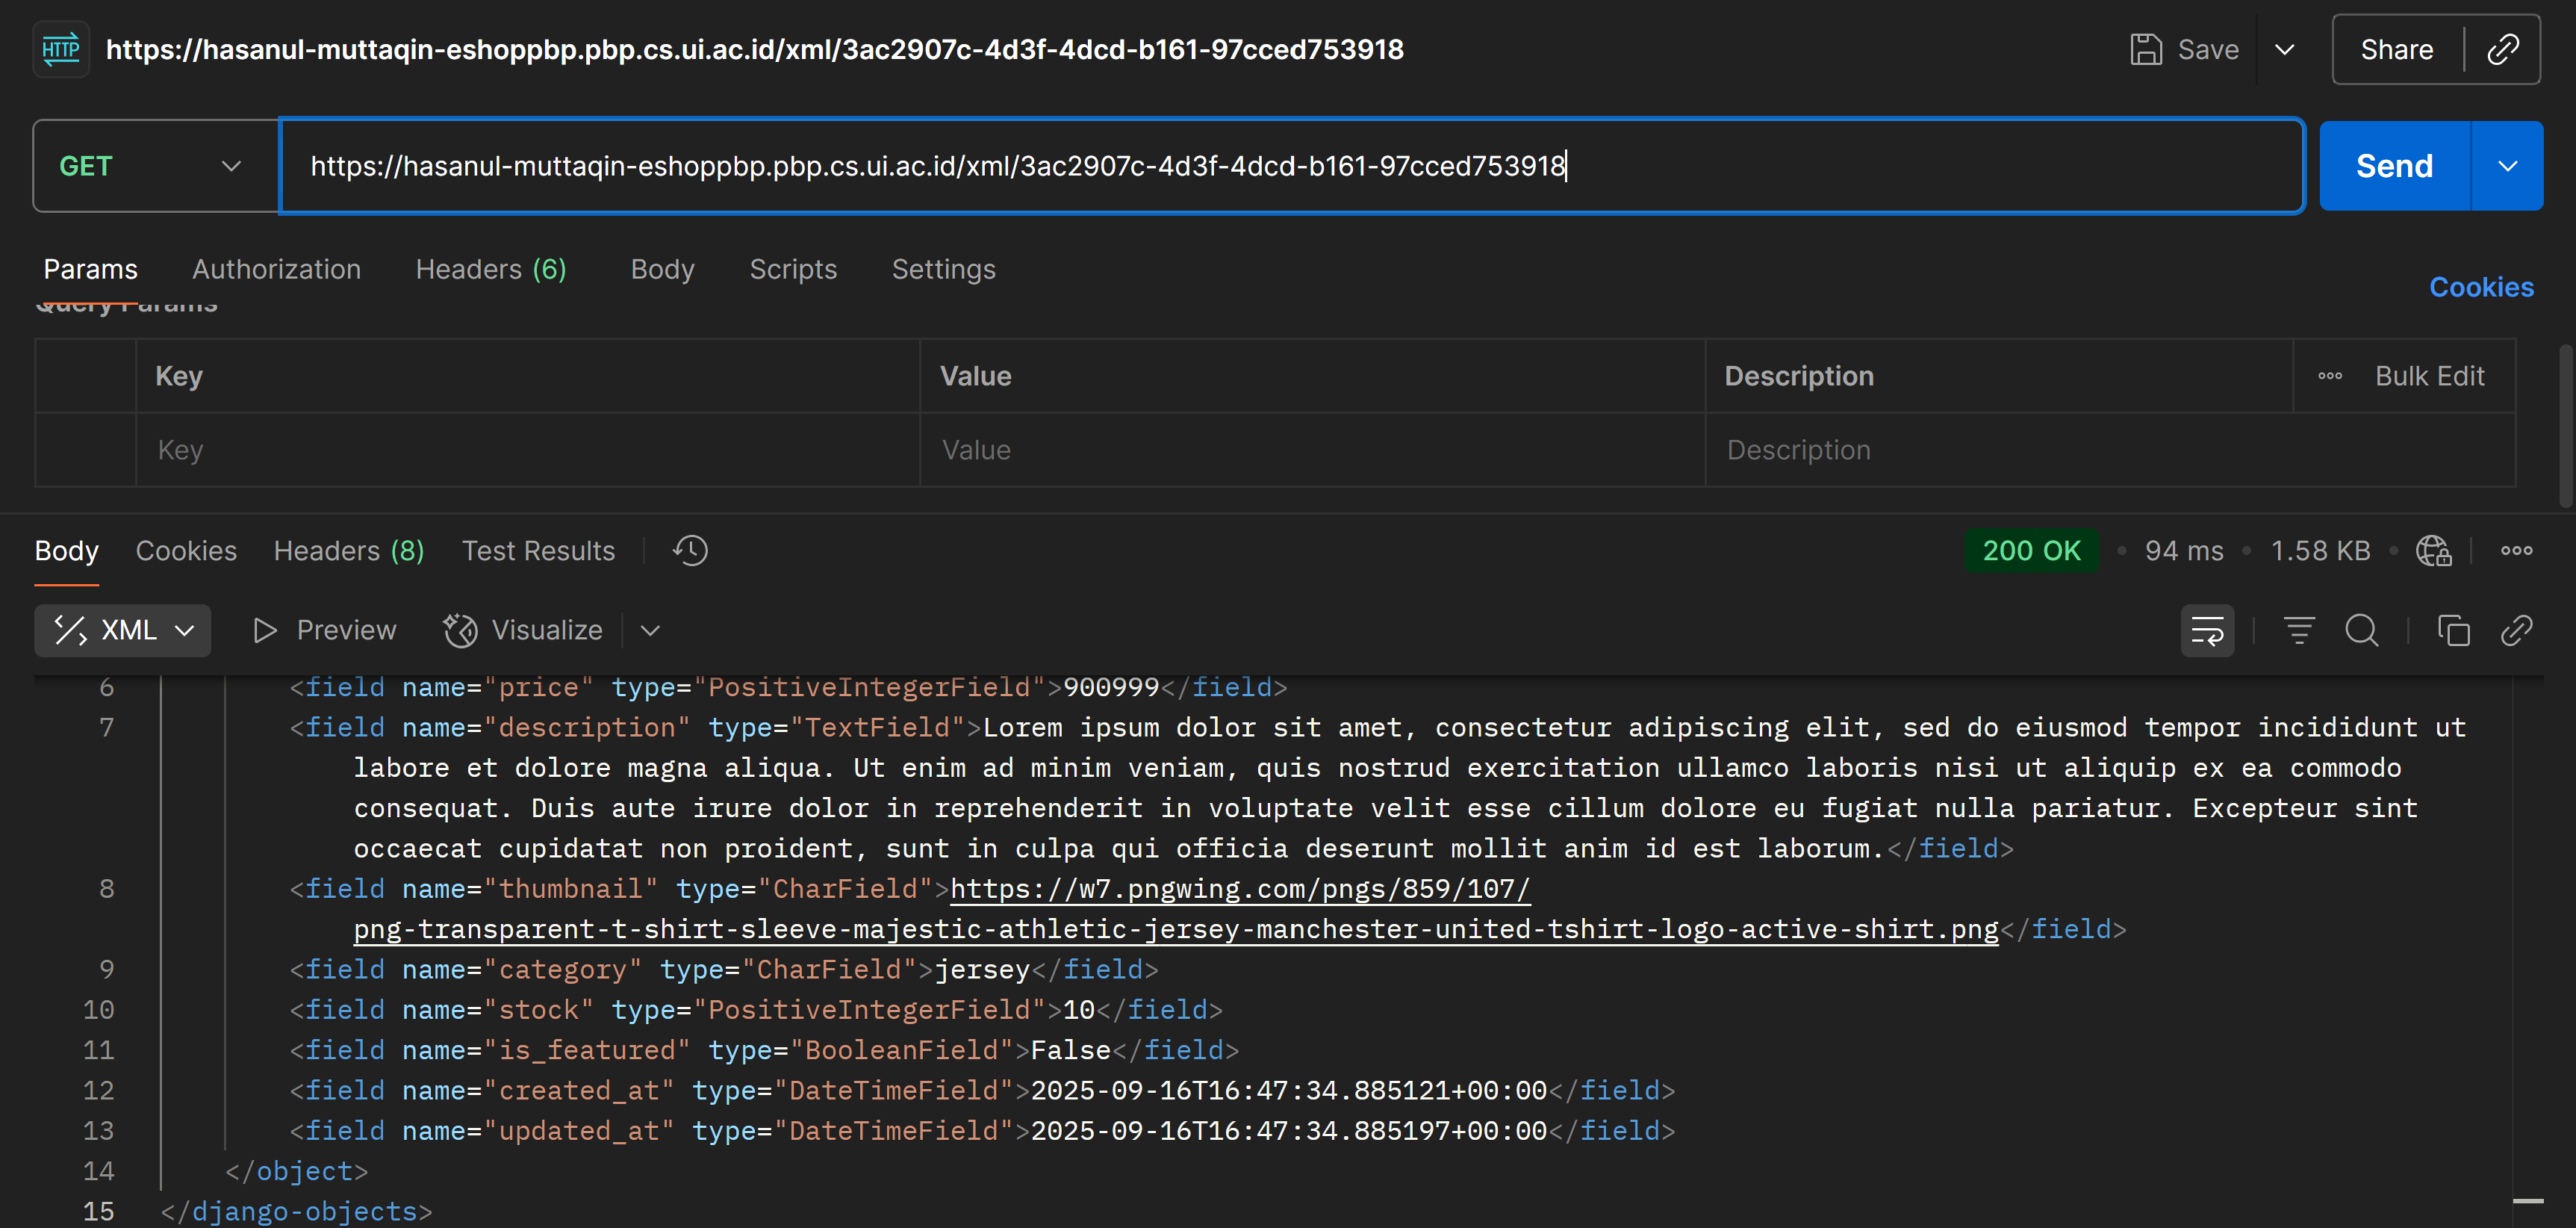 HTTP https://hasanul-muttaqin-eshoppbp.pbp.cs.ui.ac.id/xml/3ac2907c-4d3f-4dcd-b161-97cced753918 Save Share
GET https://hasanul-muttaqin-eshoppbp.pbp.cs.ui.ac.id/xml/3ac2907c-4d3f-4dcd-b161-97cced753918 Send
Params Authorization Headers (6) Body Scripts Settings Cookies
Query Params
Key Value Description Bulk Edit
Key Value Description
Body Cookies Headers (8) Test Results 200 OK • 94 ms • 1.58 KB •
XML Preview Visualize
6 <field name="price" type="PositiveIntegerField">900999</field>
7 <field name="description" type="TextField">Lorem ipsum dolor sit amet, consectetur adipiscing elit, sed do eiusmod tempor incididunt ut
labore et dolore magna aliqua. Ut enim ad minim veniam, quis nostrud exercitation ullamco laboris nisi ut aliquip ex ea commodo
consequat. Duis aute irure dolor in reprehenderit in voluptate velit esse cillum dolore eu fugiat nulla pariatur. Excepteur sint
occaecat cupidatat non proident, sunt in culpa qui officia deserunt mollit anim id est laborum.</field>
8 <field name="thumbnail" type="CharField">https://w7.pngwing.com/pngs/859/107/
png-transparent-t-shirt-sleeve-majestic-athletic-jersey-manchester-united-tshirt-logo-active-shirt.png</field>
9 <field name="category" type="CharField">jersey</field>
10 <field name="stock" type="PositiveIntegerField">10</field>
11 <field name="is_featured" type="BooleanField">False</field>
12 <field name="created_at" type="DateTimeField">2025-09-16T16:47:34.885121+00:00</field>
13 <field name="updated_at" type="DateTimeField">2025-09-16T16:47:34.885197+00:00</field>
14 </object>
15 </django-objects>